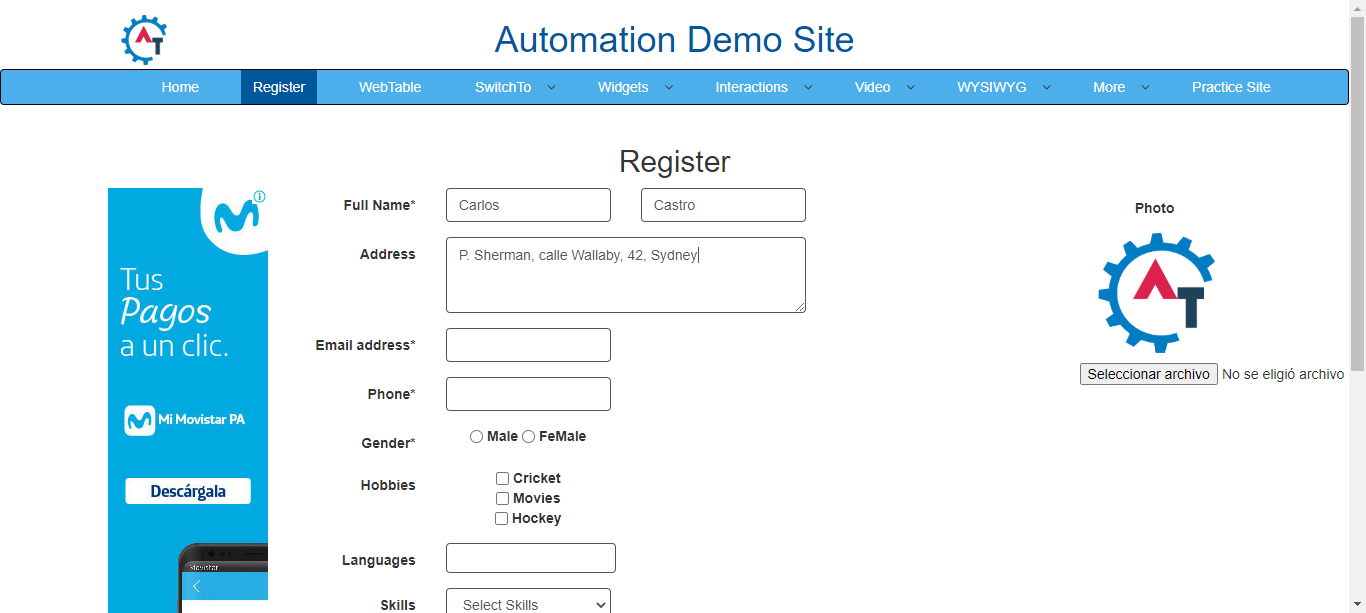 AT
Automation Demo Site
Home Register WebTable SwitchTo Widgets Interactions Video WYSIWYG More Practice Site
Register
Full Name* Carlos Castro
Photo
AT
Address P. Sherman, calle Wallaby, 42, Sydney
Email address*
Seleccionar archivo No se eligió archivo
Phone*
Gender* Male FeMale
Hobbies Cricket
Movies
Hockey
Languages
Skills Select Skills
Tus
Pagos
a un clic.
Mi Movistar PA
Descárgala
Movistar